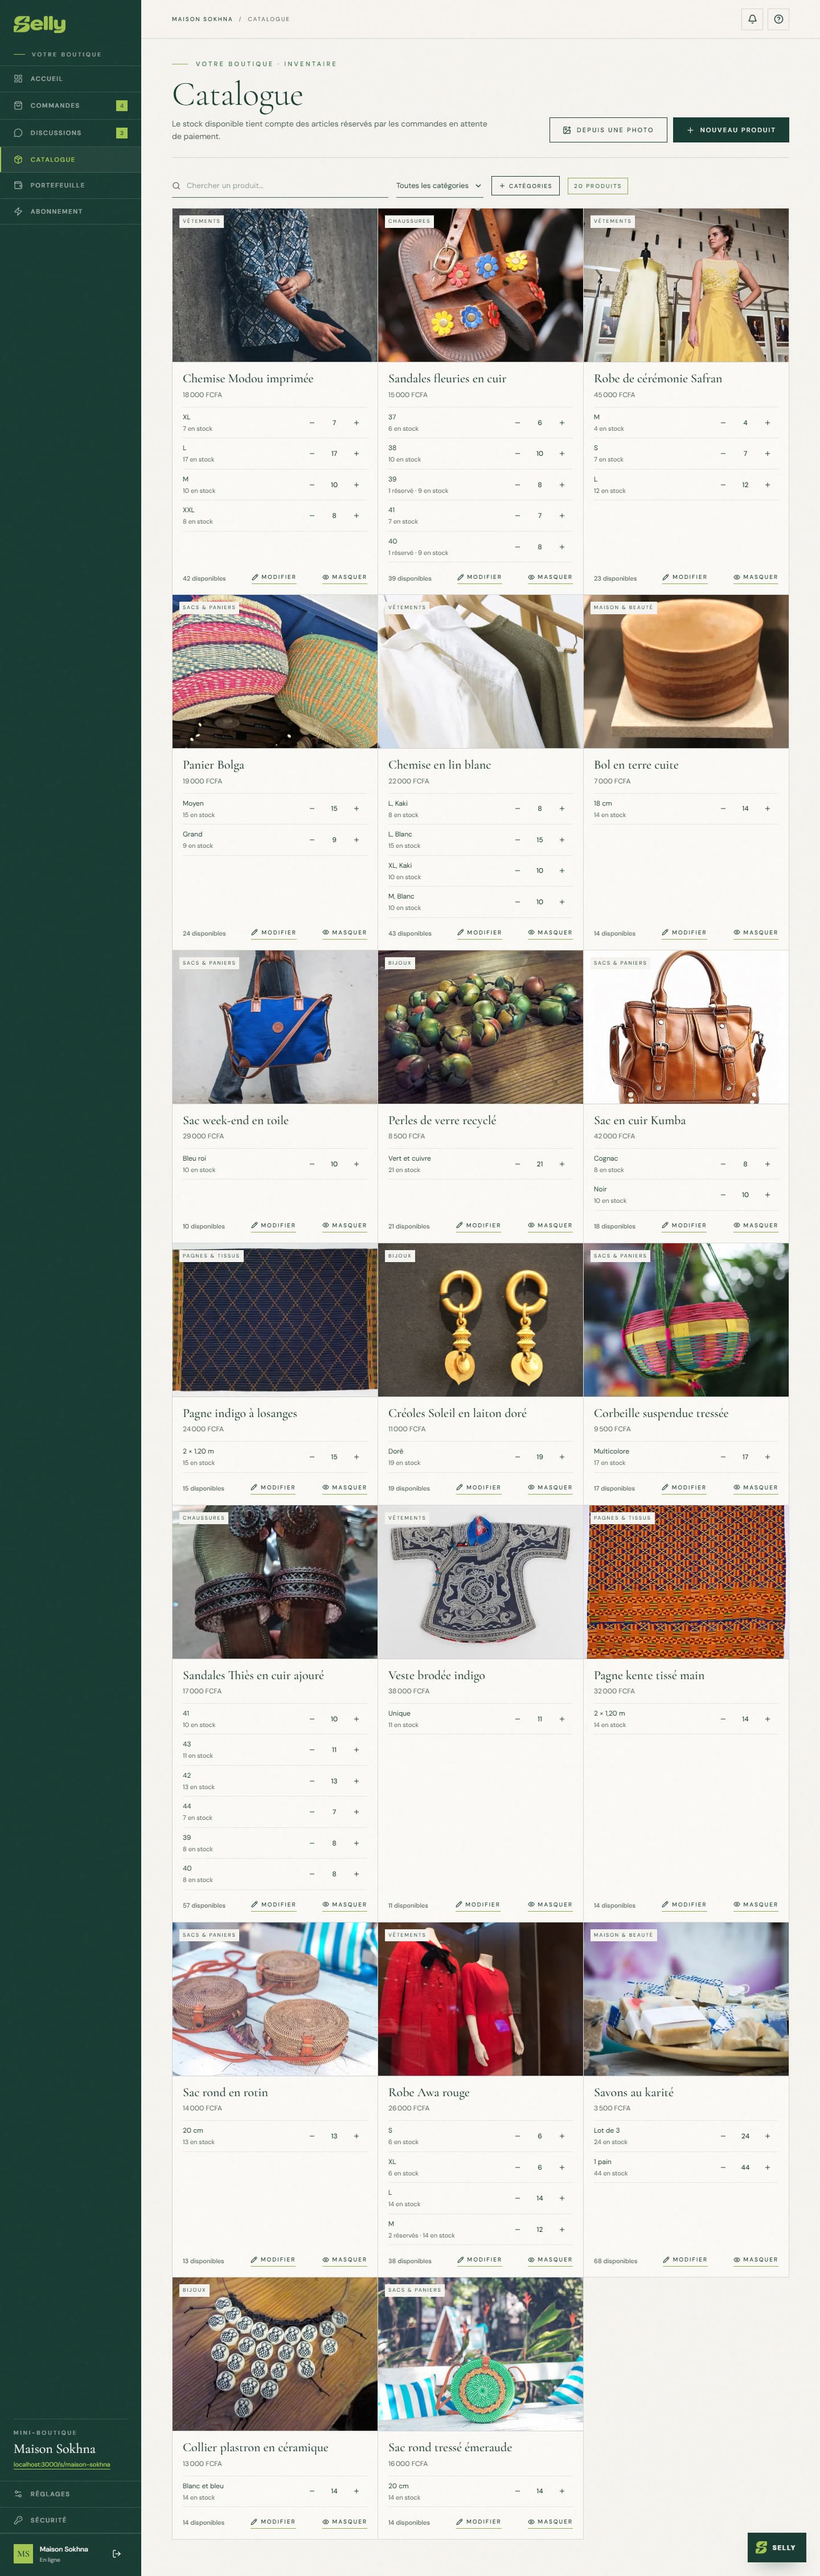 Selly
VOTRE BOUTIQUE
ACCUEIL
COMMANDES 4
DISCUSSIONS 3
CATALOGUE
PORTEFEUILLE
ABONNEMENT
MINI-BOUTIQUE
Maison Sokhna
localhost:3000/s/maison-sokhna
RÉGLAGES
SÉCURITÉ
MS Maison Sokhna
En ligne
MAISON SOKHNA / CATALOGUE
VOTRE BOUTIQUE · INVENTAIRE
Catalogue
Le stock disponible tient compte des articles réservés par les commandes en attente
de paiement.
DEPUIS UNE PHOTO
+ NOUVEAU PRODUIT
Chercher un produit...
Toutes les catégories
+ CATÉGORIES
20 PRODUITS
VÊTEMENTS
Chemise Modou imprimée
18 000 FCFA
XL
7 en stock
− 7 +
L
17 en stock
− 17 +
M
10 en stock
− 10 +
XXL
8 en stock
− 8 +
42 disponibles
MODIFIER
MASQUER
CHAUSSURES
Sandales fleuries en cuir
15 000 FCFA
37
6 en stock
− 6 +
38
10 en stock
− 10 +
39
1 réservé · 9 en stock
− 8 +
41
7 en stock
− 7 +
40
1 réservé · 9 en stock
− 8 +
39 disponibles
MODIFIER
MASQUER
VÊTEMENTS
Robe de cérémonie Safran
45 000 FCFA
M
4 en stock
− 4 +
S
7 en stock
− 7 +
L
12 en stock
− 12 +
23 disponibles
MODIFIER
MASQUER
SACS & PANIERS
Panier Bolga
19 000 FCFA
Moyen
15 en stock
− 15 +
Grand
9 en stock
− 9 +
24 disponibles
MODIFIER
MASQUER
VÊTEMENTS
Chemise en lin blanc
22 000 FCFA
L, Kaki
8 en stock
− 8 +
L, Blanc
15 en stock
− 15 +
XL, Kaki
10 en stock
− 10 +
M, Blanc
10 en stock
− 10 +
43 disponibles
MODIFIER
MASQUER
MAISON & BEAUTÉ
Bol en terre cuite
7 000 FCFA
18 cm
14 en stock
− 14 +
14 disponibles
MODIFIER
MASQUER
SACS & PANIERS
Sac week-end en toile
29 000 FCFA
Bleu roi
10 en stock
− 10 +
10 disponibles
MODIFIER
MASQUER
BIJOUX
Perles de verre recyclé
8 500 FCFA
Vert et cuivre
21 en stock
− 21 +
21 disponibles
MODIFIER
MASQUER
SACS & PANIERS
Sac en cuir Kumba
42 000 FCFA
Cognac
8 en stock
− 8 +
Noir
10 en stock
− 10 +
18 disponibles
MODIFIER
MASQUER
PAGNES & TISSUS
Pagne indigo à losanges
24 000 FCFA
2 × 1,20 m
15 en stock
− 15 +
15 disponibles
MODIFIER
MASQUER
BIJOUX
Créoles Soleil en laiton doré
11 000 FCFA
Doré
19 en stock
− 19 +
19 disponibles
MODIFIER
MASQUER
SACS & PANIERS
Corbeille suspendue tressée
9 500 FCFA
Multicolore
17 en stock
− 17 +
17 disponibles
MODIFIER
MASQUER
CHAUSSURES
Sandales Thiès en cuir ajouré
17 000 FCFA
41
10 en stock
− 10 +
43
11 en stock
− 11 +
42
13 en stock
− 13 +
44
7 en stock
− 7 +
39
8 en stock
− 8 +
40
8 en stock
− 8 +
57 disponibles
MODIFIER
MASQUER
VÊTEMENTS
Veste brodée indigo
38 000 FCFA
Unique
11 en stock
− 11 +
11 disponibles
MODIFIER
MASQUER
PAGNES & TISSUS
Pagne kente tissé main
32 000 FCFA
2 × 1,20 m
14 en stock
− 14 +
14 disponibles
MODIFIER
MASQUER
SACS & PANIERS
Sac rond en rotin
14 000 FCFA
20 cm
13 en stock
− 13 +
13 disponibles
MODIFIER
MASQUER
VÊTEMENTS
Robe Awa rouge
26 000 FCFA
S
6 en stock
− 6 +
XL
6 en stock
− 6 +
L
14 en stock
− 14 +
M
2 réservés · 14 en stock
− 12 +
38 disponibles
MODIFIER
MASQUER
MAISON & BEAUTÉ
Savons au karité
3 500 FCFA
Lot de 3
24 en stock
− 24 +
1 pain
44 en stock
− 44 +
68 disponibles
MODIFIER
MASQUER
BIJOUX
Collier plastron en céramique
13 000 FCFA
Blanc et bleu
14 en stock
− 14 +
14 disponibles
MODIFIER
MASQUER
SACS & PANIERS
Sac rond tressé émeraude
16 000 FCFA
20 cm
14 en stock
− 14 +
14 disponibles
MODIFIER
MASQUER
SELLY